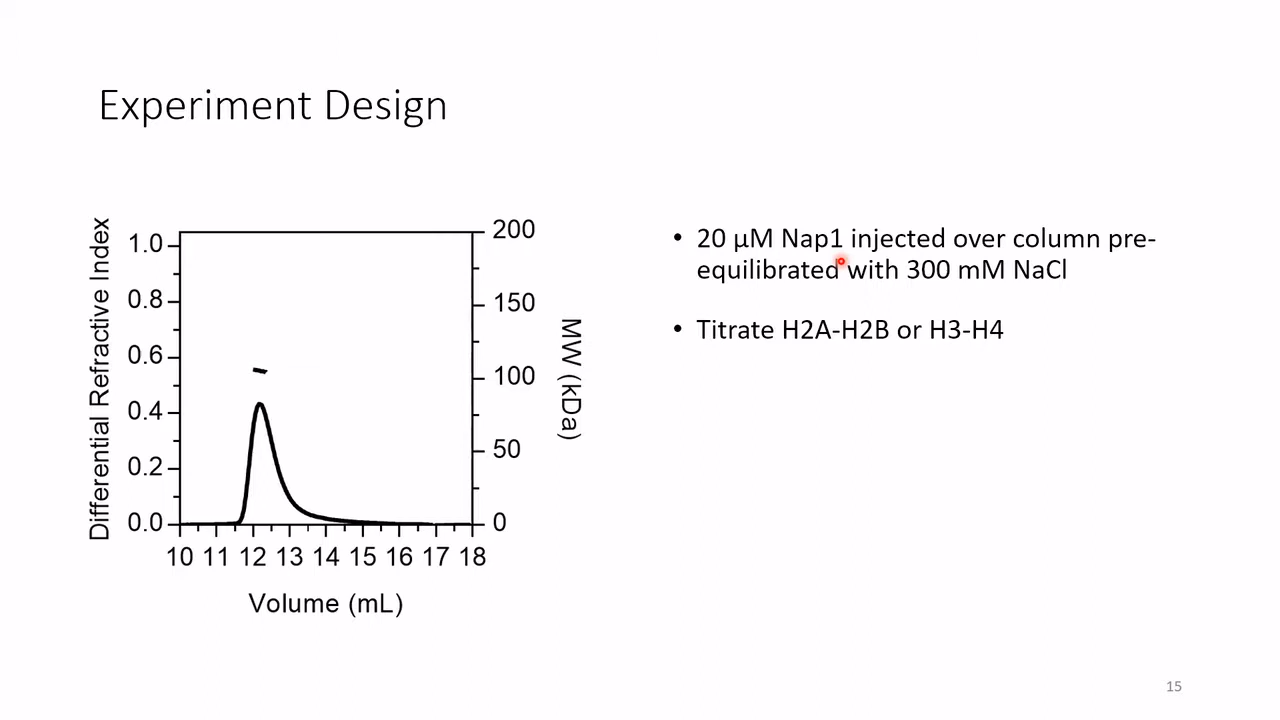 Experiment Design
Differential Refractive Index
1.0
0.8
0.6
0.4
0.2
0.0
200
150
100
50
0
MW (kDa)
10 11 12 13 14 15 16 17 18
Volume (mL)
• 20 µM Nap1 injected over column pre-
equilibrated with 300 mM NaCl
• Titrate H2A-H2B or H3-H4
15